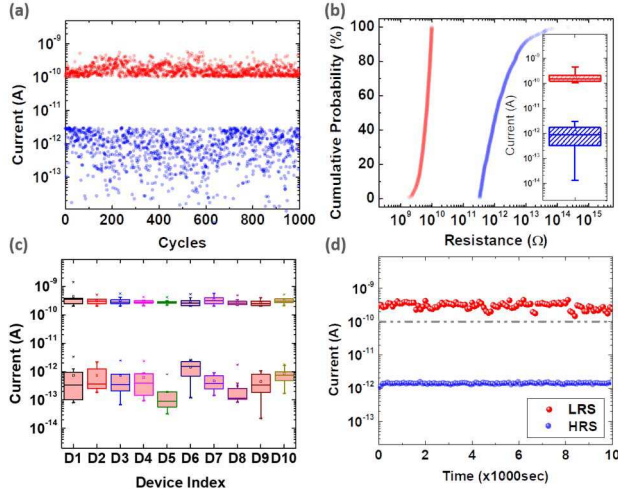 (a)
Current (A)
10⁻⁹
10⁻¹⁰
10⁻¹¹
10⁻¹²
10⁻¹³
0 200 400 600 800 1000
Cycles
(b)
Cumulative Probability (%)
100
80
60
40
20
0
10⁹ 10¹⁰ 10¹¹ 10¹² 10¹³ 10¹⁴ 10¹⁵
Resistance (Ω)
Current (A)
(c)
Current (A)
10⁻⁹
10⁻¹⁰
10⁻¹¹
10⁻¹²
10⁻¹³
10⁻¹⁴
D1 D2 D3 D4 D5 D6 D7 D8 D9 D10
Device Index
(d)
Current (A)
10⁻⁸
10⁻⁹
10⁻¹⁰
10⁻¹¹
10⁻¹²
10⁻¹³
LRS
HRS
0 2 4 6 8 10
Time (x1000sec)